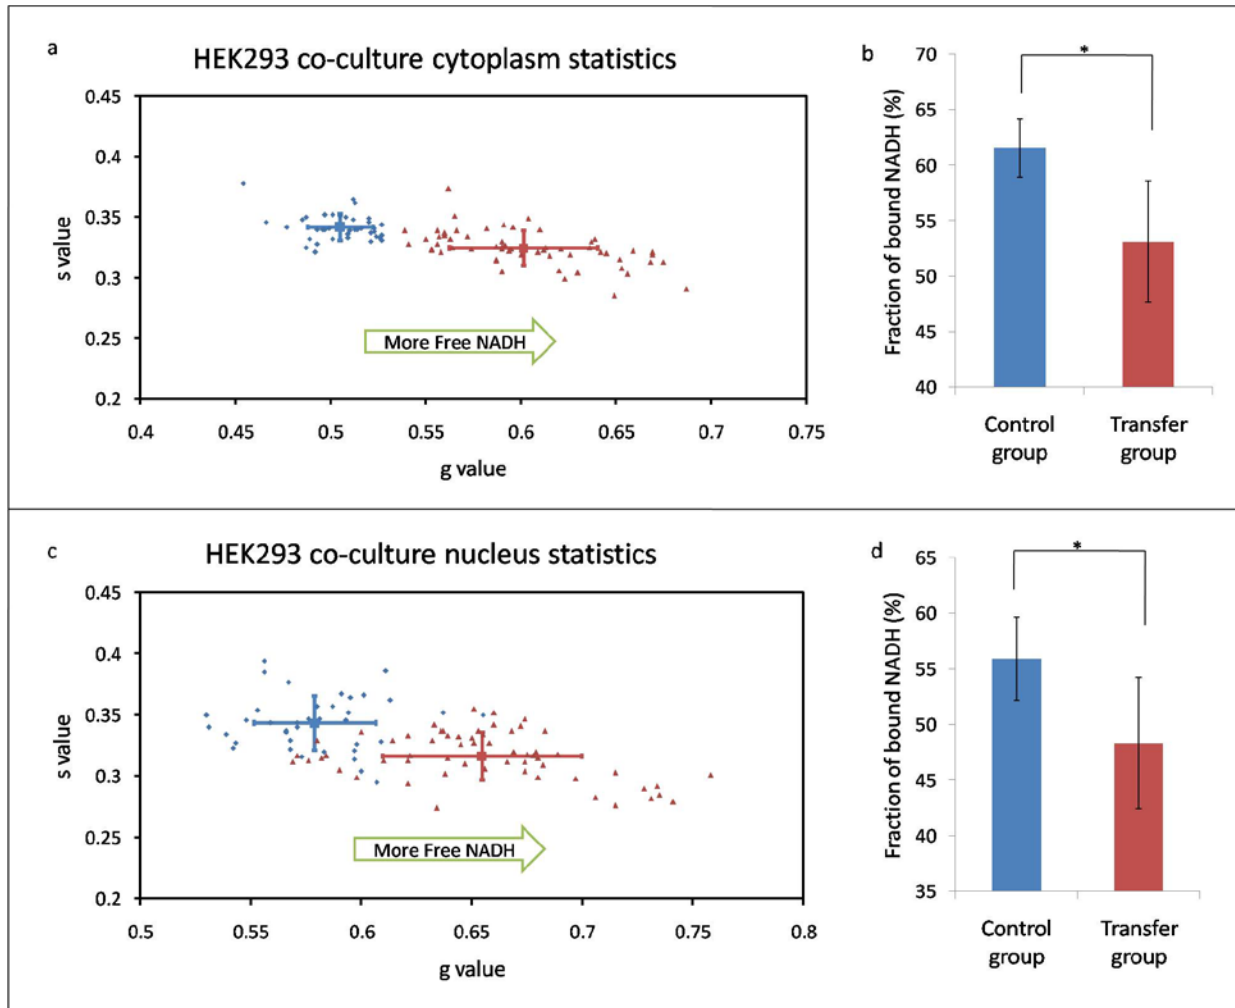 a
HEK293 co-culture cytoplasm statistics
0.45
0.4
0.35
0.3
0.25
0.2
s value
More Free NADH
0.4 0.45 0.5 0.55 0.6 0.65 0.7 0.75
g value
b
*
70
65
60
55
50
45
40
Fraction of bound NADH (%)
Control
group
Transfer
group
c
HEK293 co-culture nucleus statistics
0.45
0.4
0.35
0.3
0.25
0.2
s value
More Free NADH
0.5 0.55 0.6 0.65 0.7 0.75 0.8
g value
d
*
65
60
55
50
45
40
35
Fraction of bound NADH (%)
Control
group
Transfer
group